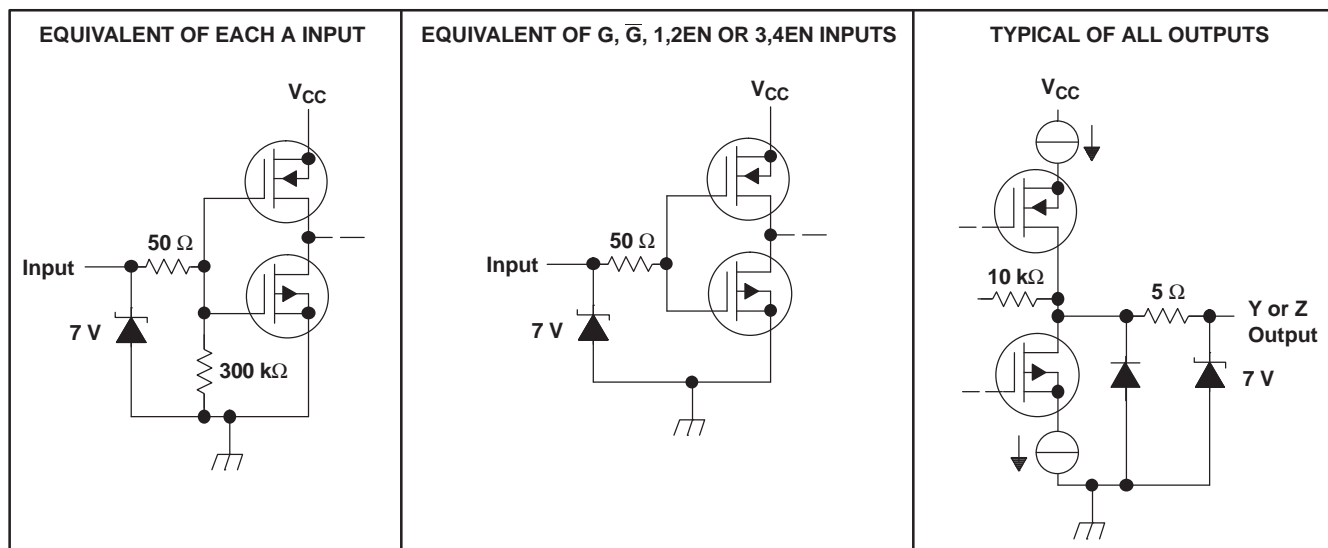 EQUIVALENT OF EACH A INPUT
VCC
50 Ω
Input
7 V
300 kΩ
EQUIVALENT OF G, G̅, 1,2EN OR 3,4EN INPUTS
VCC
50 Ω
Input
7 V
TYPICAL OF ALL OUTPUTS
VCC
10 kΩ
5 Ω
Y or Z
Output
7 V